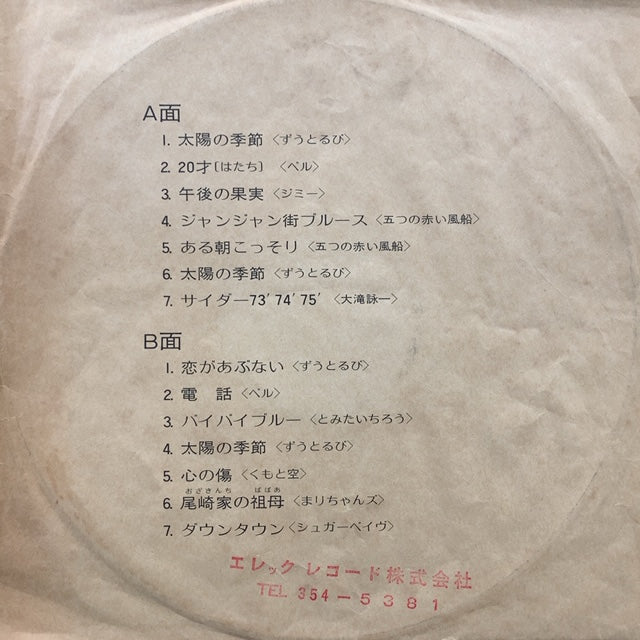 A面
1. 太陽の季節〈ずうとるび〉
2. 20才〔はたち〕〈ベル〉
3. 午後の果実〈ジミー〉
4. ジャンジャン街ブルース〈五つの赤い風船〉
5. ある朝こっそり〈五つの赤い風船〉
6. 太陽の季節〈ずうとるび〉
7. サイダー73′74′75′〈大滝詠一〉
B面
1. 恋があぶない〈ずうとるび〉
2. 電話〈ベル〉
3. バイバイブルー〈とみたいちろう〉
4. 太陽の季節〈ずうとるび〉
5. 心の傷〈くもと空〉
おざきんち ばばあ
6. 尾崎家の祖母〈まりちゃんズ〉
7. ダウンタウン〈シュガーベイヴ〉
エレックレコード株式会社
TEL 354-5381